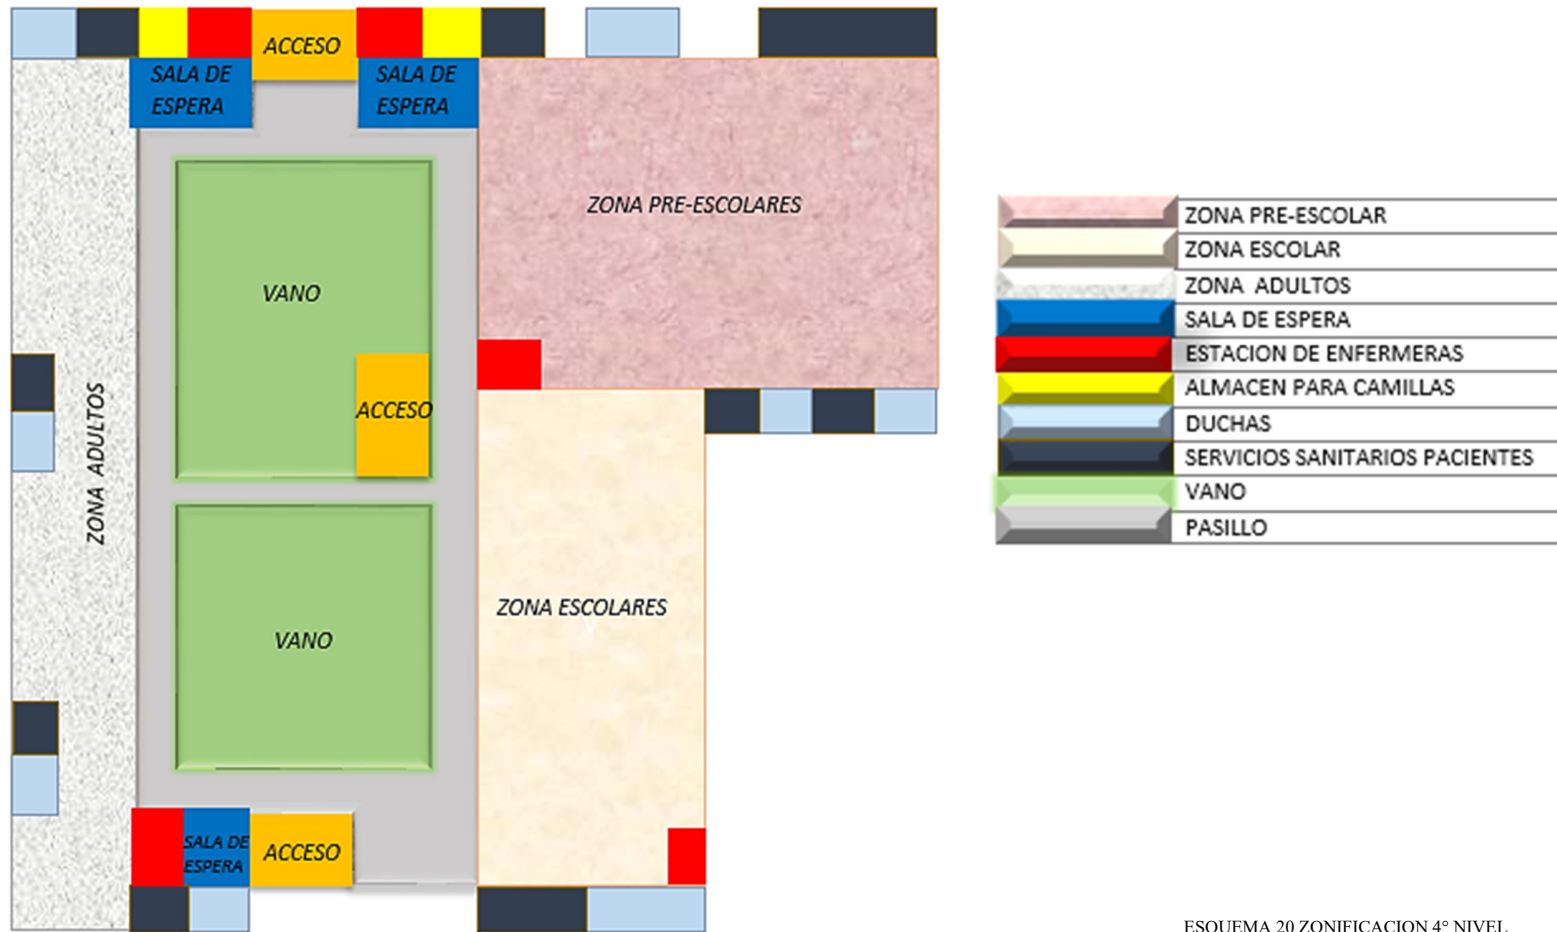 ACCESO
SALA DE
ESPERA
SALA DE
ESPERA
ZONA PRE-ESCOLARES
VANO
ACCESO
ZONA ADULTOS
ZONA ESCOLARES
VANO
SALA DE
ESPERA
ACCESO
ZONA PRE-ESCOLAR
ZONA ESCOLAR
ZONA ADULTOS
SALA DE ESPERA
ESTACION DE ENFERMERAS
ALMACEN PARA CAMILLAS
DUCHAS
SERVICIOS SANITARIOS PACIENTES
VANO
PASILLO
ESQUEMA 20 ZONIFICACION 4° NIVEL